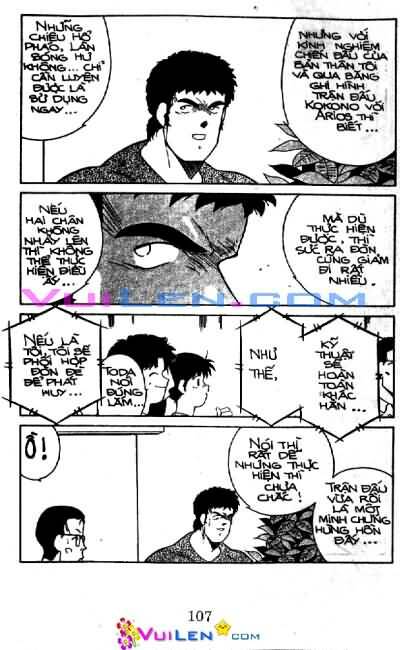 NHỮNG
CHIÊU HỔ
PHÁO, LĂN
BÓNG HƯ
KHÔNG... CHỈ
CẦN LUYỆN
ĐƯỢC LÀ
SỬ DỤNG
NGAY...
NHƯNG VỚI
KINH NGHIỆM
CHIẾN ĐẤU CỦA
BẢN THÂN TÔI
VÀ QUA BĂNG
GHI HÌNH
TRẬN ĐẤU
KOKONO VỚI
ARIOS THÌ
BIẾT...
NẾU
HAI CHÂN
KHÔNG
NHẢY LÊN
THÌ KHÔNG
THỂ THỰC
HIỆN ĐIỀU
ẤY...
MÀ DÙ
THỰC HIỆN
ĐƯỢC, THÌ
SỨC RA ĐÒN
CŨNG GIẢM
ĐI RẤT
NHIỀU.
VUILEN.COM
NẾU LÀ
TÔI, TÔI SẼ
PHỐI HỢP
ĐÒN ĐẾ
ĐỂ PHÁT
HUY...
TODA
NÓI
ĐÚNG
LẮM...
NHƯ
THẾ,
KỸ
THUẬT
SẼ
HOÀN
TOÀN
KHÁC
HẲN...
Ồ!
NÓI THÌ
RẤT DỄ
NHƯNG THỰC
HIỆN THÌ
CHƯA
CHẮC!
TRẬN ĐẤU
VỪA RỒI
LÀ MỘT
MINH CHỨNG
HÙNG HỒN
ĐẤY...
107
VUILEN.COM